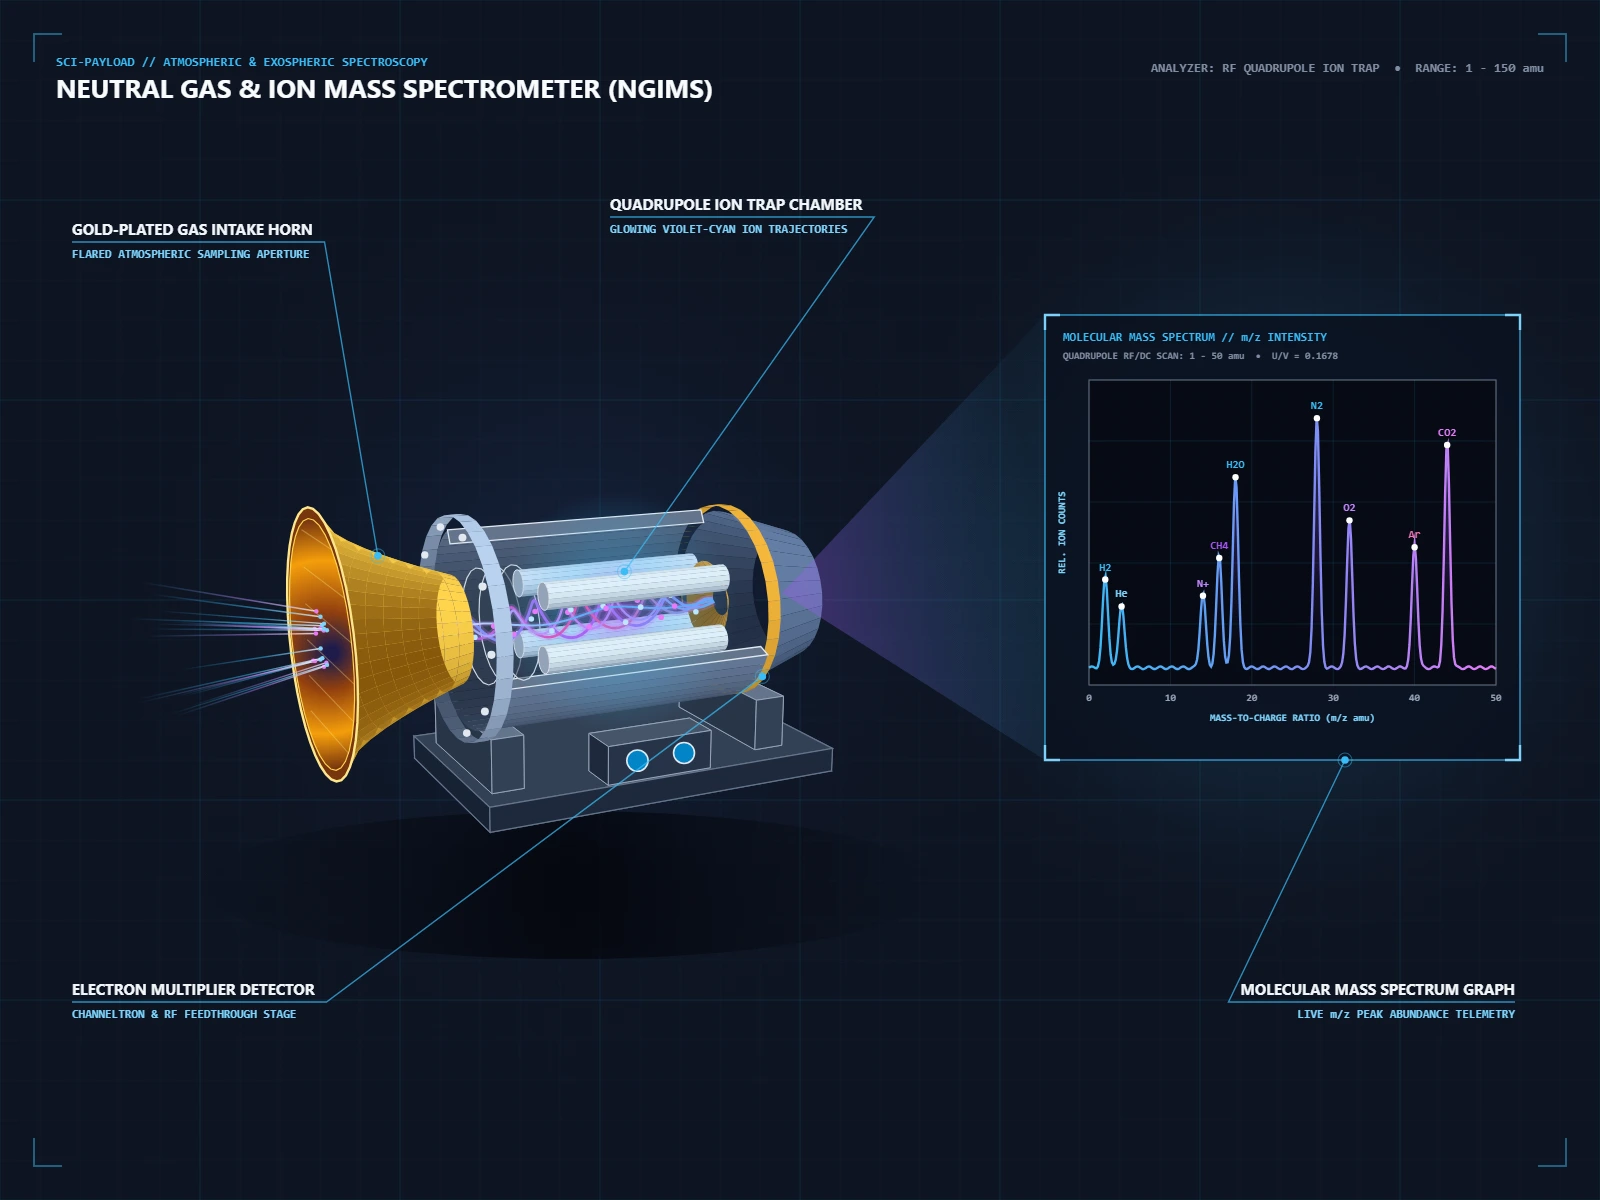 SCI-PAYLOAD // ATMOSPHERIC & EXOSPHERIC SPECTROSCOPY
NEUTRAL GAS & ION MASS SPECTROMETER (NGIMS)
ANALYZER: RF QUADRUPOLE ION TRAP • RANGE: 1 - 150 amu
QUADRUPOLE ION TRAP CHAMBER
GLOWING VIOLET-CYAN ION TRAJECTORIES
GOLD-PLATED GAS INTAKE HORN
FLARED ATMOSPHERIC SAMPLING APERTURE
MOLECULAR MASS SPECTRUM // m/z INTENSITY
QUADRUPOLE RF/DC SCAN: 1 - 50 amu • U/V = 0.1678
N2
CO2
H2O
O2
Ar
CH4
H2
N+
He
REL. ION COUNTS
0 10 20 30 40 50
MASS-TO-CHARGE RATIO (m/z amu)
ELECTRON MULTIPLIER DETECTOR
CHANNELTRON & RF FEEDTHROUGH STAGE
MOLECULAR MASS SPECTRUM GRAPH
LIVE m/z PEAK ABUNDANCE TELEMETRY